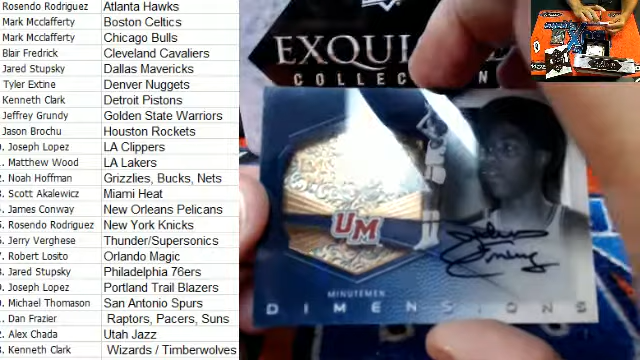 Rosendo Rodriguez Atlanta Hawks
Mark Mcclafferty Boston Celtics
Mark Mcclafferty Chicago Bulls
Blair Fredrick Cleveland Cavaliers
Jared Stupsky Dallas Mavericks
Tyler Extine Denver Nuggets
Kenneth Clark Detroit Pistons
Jeffrey Grundy Golden State Warriors
Jason Brochu Houston Rockets
Joseph Lopez LA Clippers
Matthew Wood LA Lakers
Noah Hoffman Grizzlies, Bucks, Nets
Scott Akalewicz Miami Heat
James Conway New Orleans Pelicans
Rosendo Rodriguez New York Knicks
Jerry Verghese Thunder/Supersonics
Robert Losito Orlando Magic
Jared Stupsky Philadelphia 76ers
Joseph Lopez Portland Trail Blazers
Michael Thomason San Antonio Spurs
Dan Frazier Raptors, Pacers, Suns
Alex Chada Utah Jazz
Kenneth Clark Wizards / Timberwolves
COLLECTION
UM
MINUTEMEN
DIMENSIONS